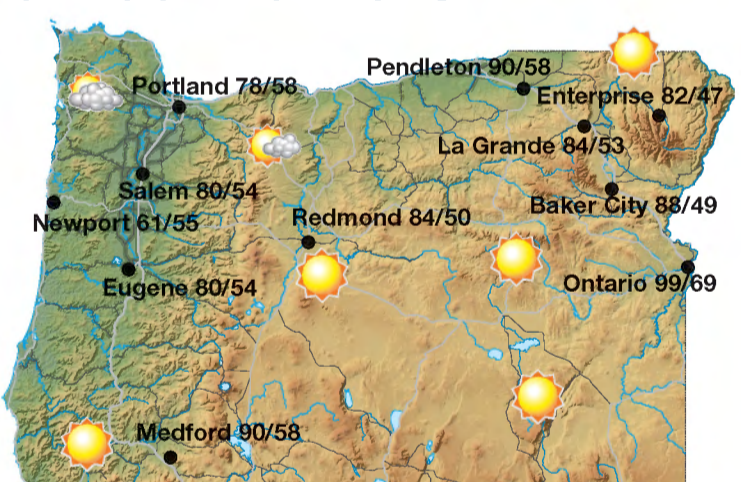 Pendleton 90/58
Portland 78/58
Enterprise 82/47
La Grande 84/53
Salem 80/54
Baker City 88/49
Newport 61/55
Redmond 84/50
Eugene 80/54
Ontario 99/69
Medford 90/58